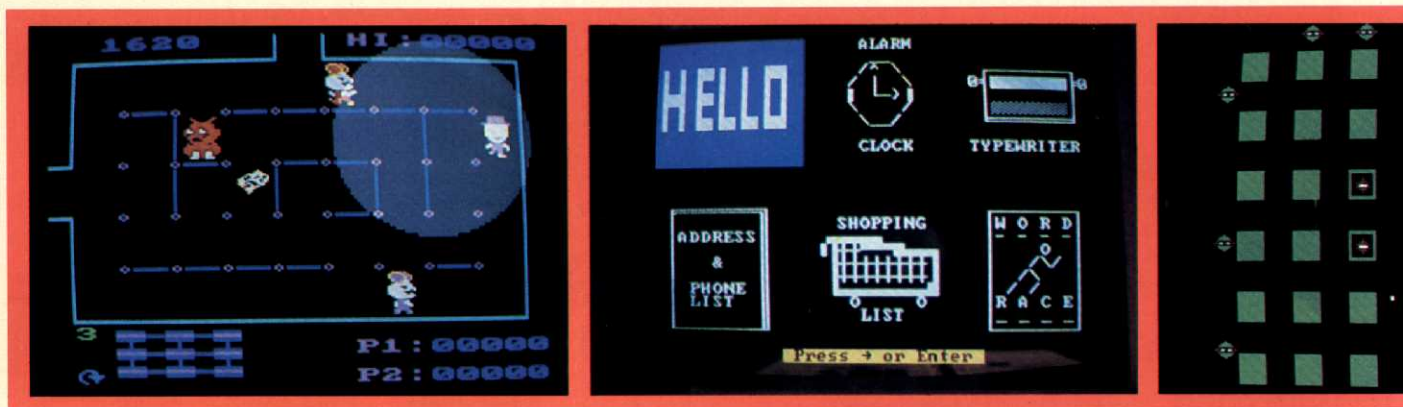 1620 HI:00000
3
P1:00000
P2:00000
HELLO
ALARM
CLOCK
TYPEWRITER
ADDRESS
&
PHONE
LIST
SHOPPING
LIST
W O R D
R A C E
Press → or Enter